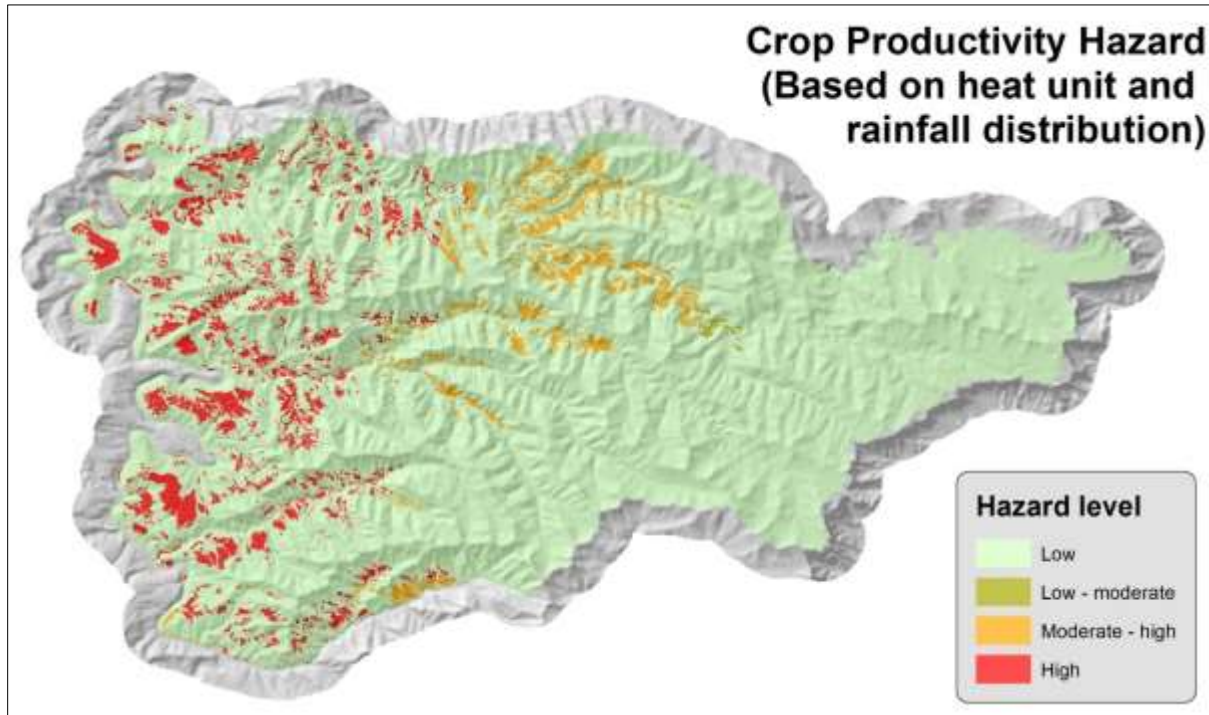 Crop Productivity Hazard
(Based on heat unit and
rainfall distribution)
Hazard level
Low
Low - moderate
Moderate - high
High